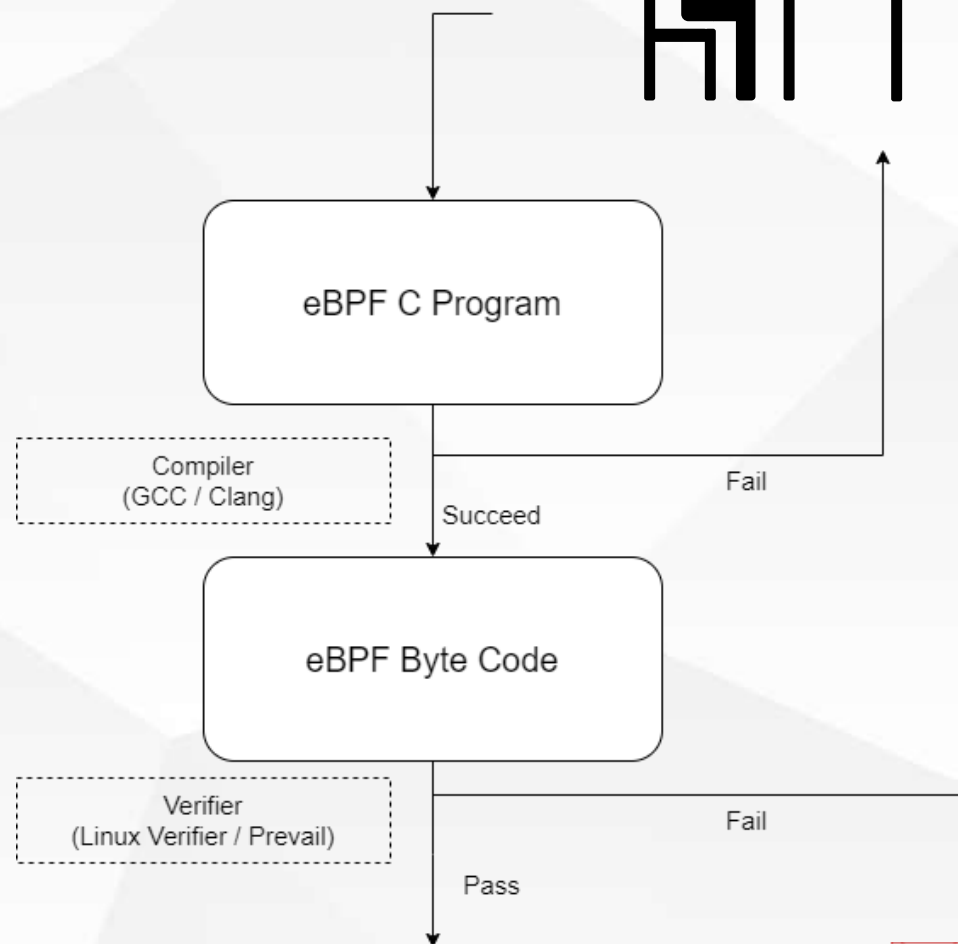 eBPF C Program
Compiler
(GCC / Clang)
Fail
Succeed
eBPF Byte Code
Verifier
(Linux Verifier / Prevail)
Fail
Pass